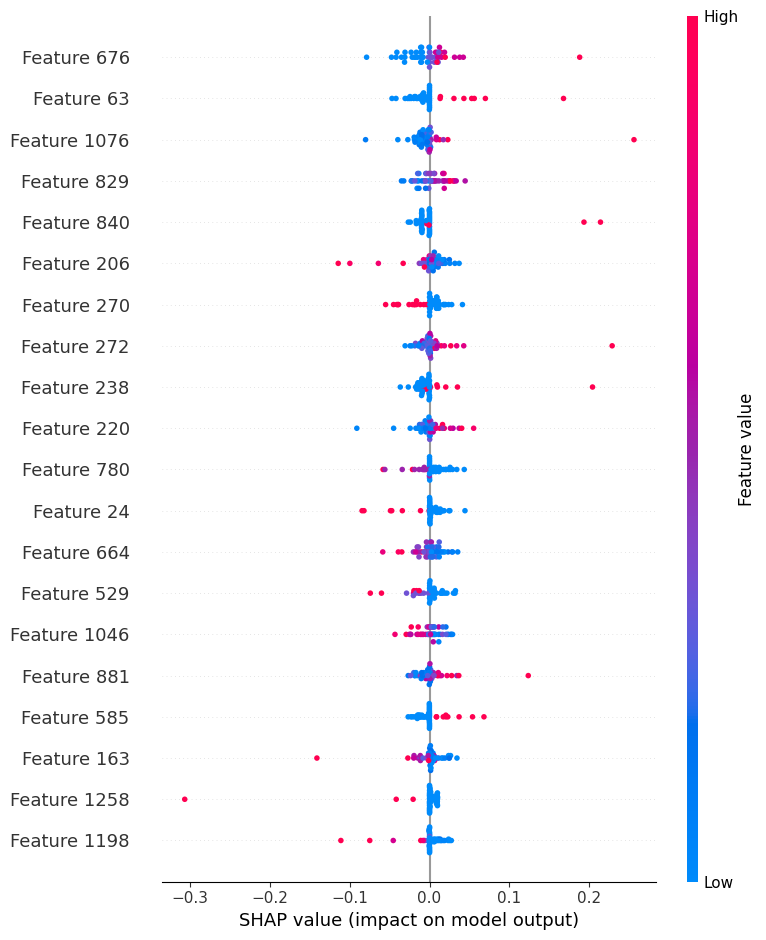 High
Feature 676
Feature 63
Feature 1076
Feature 829
Feature 840
Feature 206
Feature 270
Feature 272
Feature 238
Feature 220
Feature 780
Feature 24
Feature 664
Feature 529
Feature 1046
Feature 881
Feature 585
Feature 163
Feature 1258
Feature 1198
Feature value
Low
−0.3 −0.2 −0.1 0.0 0.1 0.2
SHAP value (impact on model output)